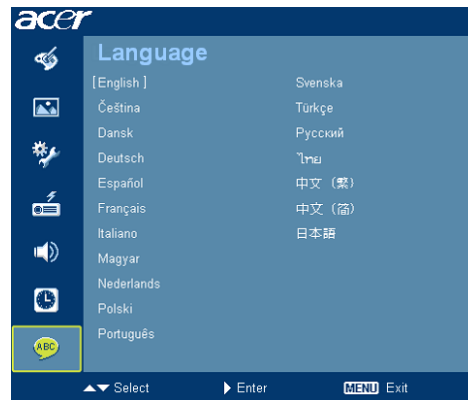 acer
Language
[ English ]
Čeština
Dansk
Deutsch
Español
Français
Italiano
Magyar
Nederlands
Polski
Português
Svenska
Türkçe
Русский
ไทย
中文 (繁)
中文 (简)
日本語
ABC
Select Enter MENU Exit